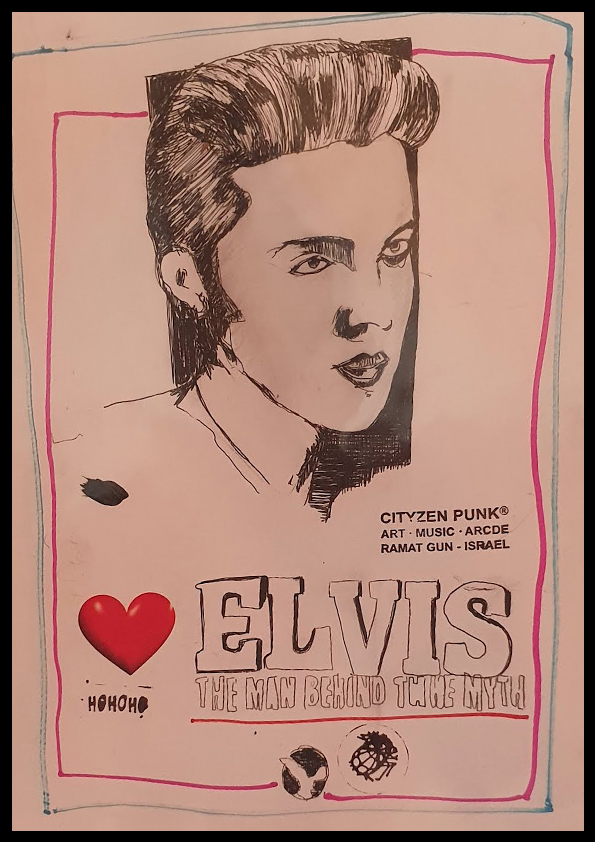 CITYZEN PUNK®
ART · MUSIC · ARCDE
RAMAT GUN - ISRAEL
ELVIS
HOHOHO
THE MAN BEHIND THE MYTH